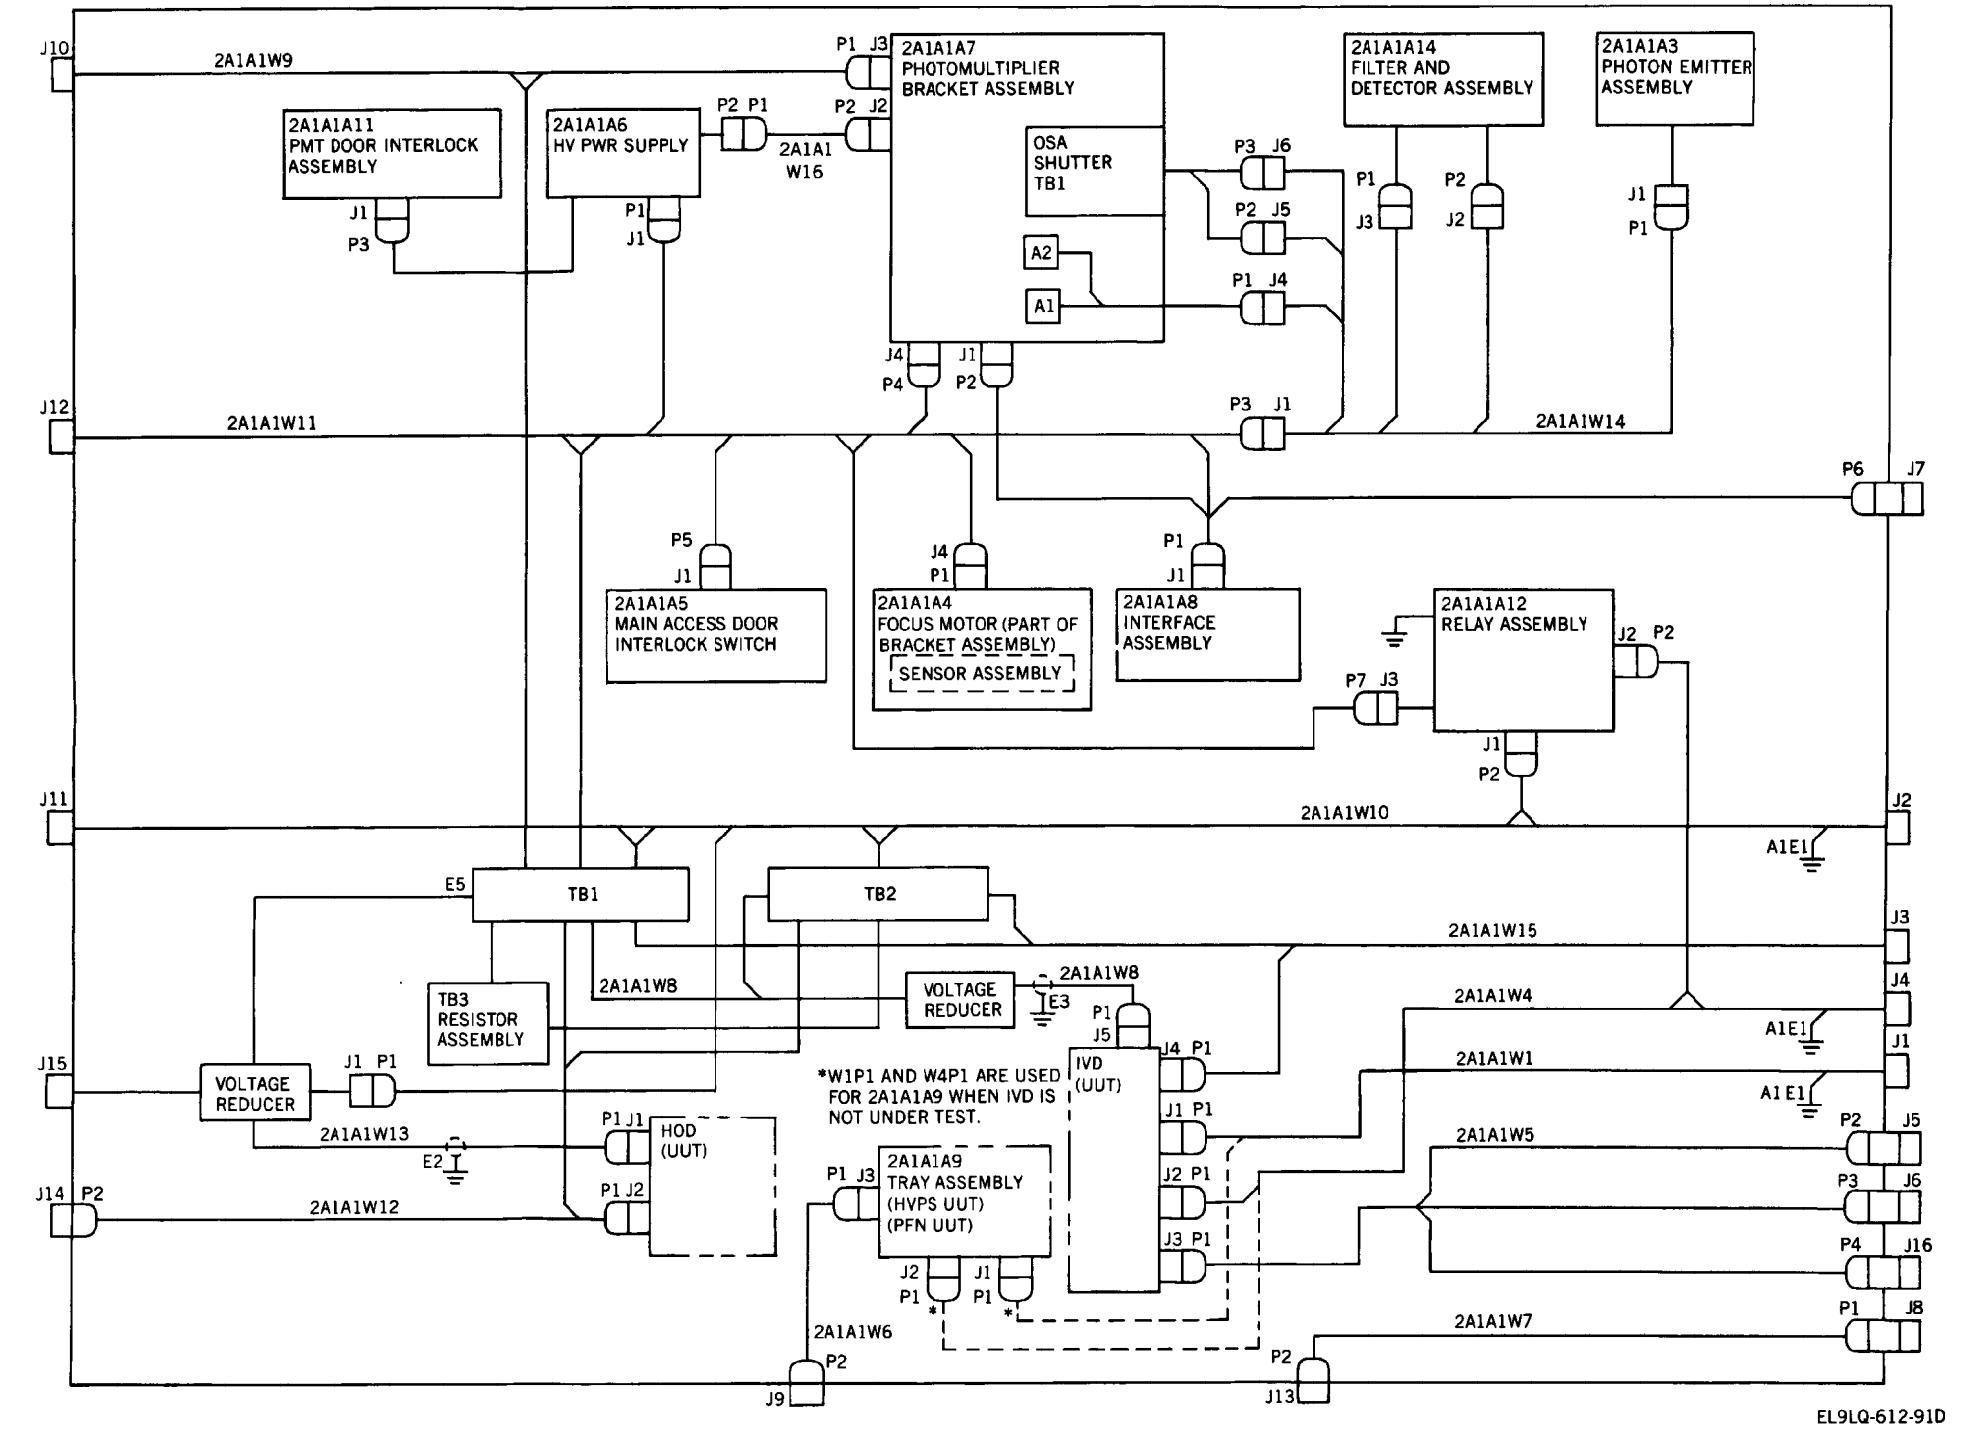 J10
2A1A1W9
P1 J3
2A1A1A7
PHOTOMULTIPLIER
BRACKET ASSEMBLY
2A1A1A14
FILTER AND
DETECTOR ASSEMBLY
2A1A1A3
PHOTON EMITTER
ASSEMBLY
2A1A1A11
PMT DOOR INTERLOCK
ASSEMBLY
2A1A1A6
HV PWR SUPPLY
P2 P1
2A1A1
W16
P2 J2
OSA
SHUTTER
TB1
P3 J6
P2 J5
P1 J4
A2
A1
P1
J3
P2
J2
J1
P1
J1
P3
P1
J1
J4
P4
J1
P2
J12
2A1A1W11
P3 J1
2A1A1W14
P6 J7
P5
J1
2A1A1A5
MAIN ACCESS DOOR
INTERLOCK SWITCH
J4
P1
2A1A1A4
FOCUS MOTOR (PART OF
BRACKET ASSEMBLY)
SENSOR ASSEMBLY
P1
J1
2A1A1A8
INTERFACE
ASSEMBLY
2A1A1A12
RELAY ASSEMBLY
J2 P2
P7 J3
J1
P2
J11
2A1A1W10
J2
A1E1
E5
TB1
TB2
J3
2A1A1W15
TB3
RESISTOR
ASSEMBLY
2A1A1W8
VOLTAGE
REDUCER
2A1A1W8
E3
P1
J5
2A1A1W4
J4
A1E1
J15
VOLTAGE
REDUCER
J1 P1
*W1P1 AND W4P1 ARE USED
FOR 2A1A1A9 WHEN IVD IS
NOT UNDER TEST.
IVD
(UUT)
J4 P1
2A1A1W1
J1
A1E1
2A1A1W13
E2
P1 J1
HOD
(UUT)
J1 P1
2A1A1W5
P2 J5
2A1A1A9
TRAY ASSEMBLY
(HVPS UUT)
(PFN UUT)
P1 J3
J2 P1
P3 J6
J14 P2
2A1A1W12
P1 J2
J3 P1
P4 J16
J2
P1
*
J1
P1
*
2A1A1W6
P2
J9
2A1A1W7
P1 J8
P2
J13
EL9LQ-612-91D